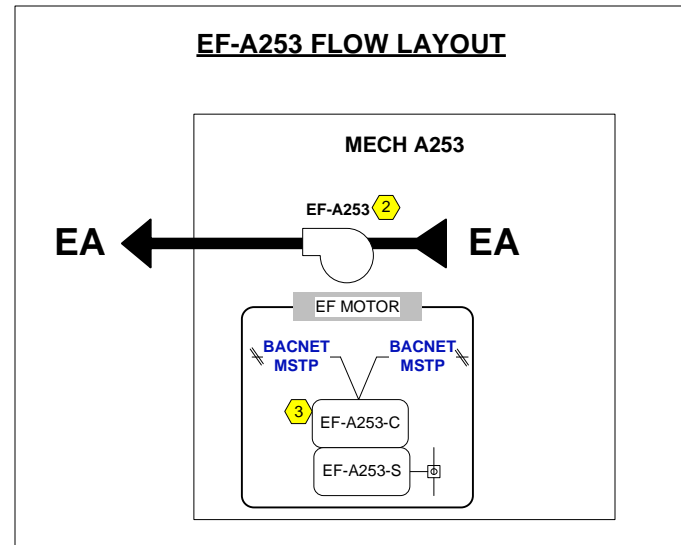 EF-A253 FLOW LAYOUT
MECH A253
EF-A253 2
EA EA
EF MOTOR
BACNET BACNET
MSTP MSTP
3 EF-A253-C
EF-A253-S